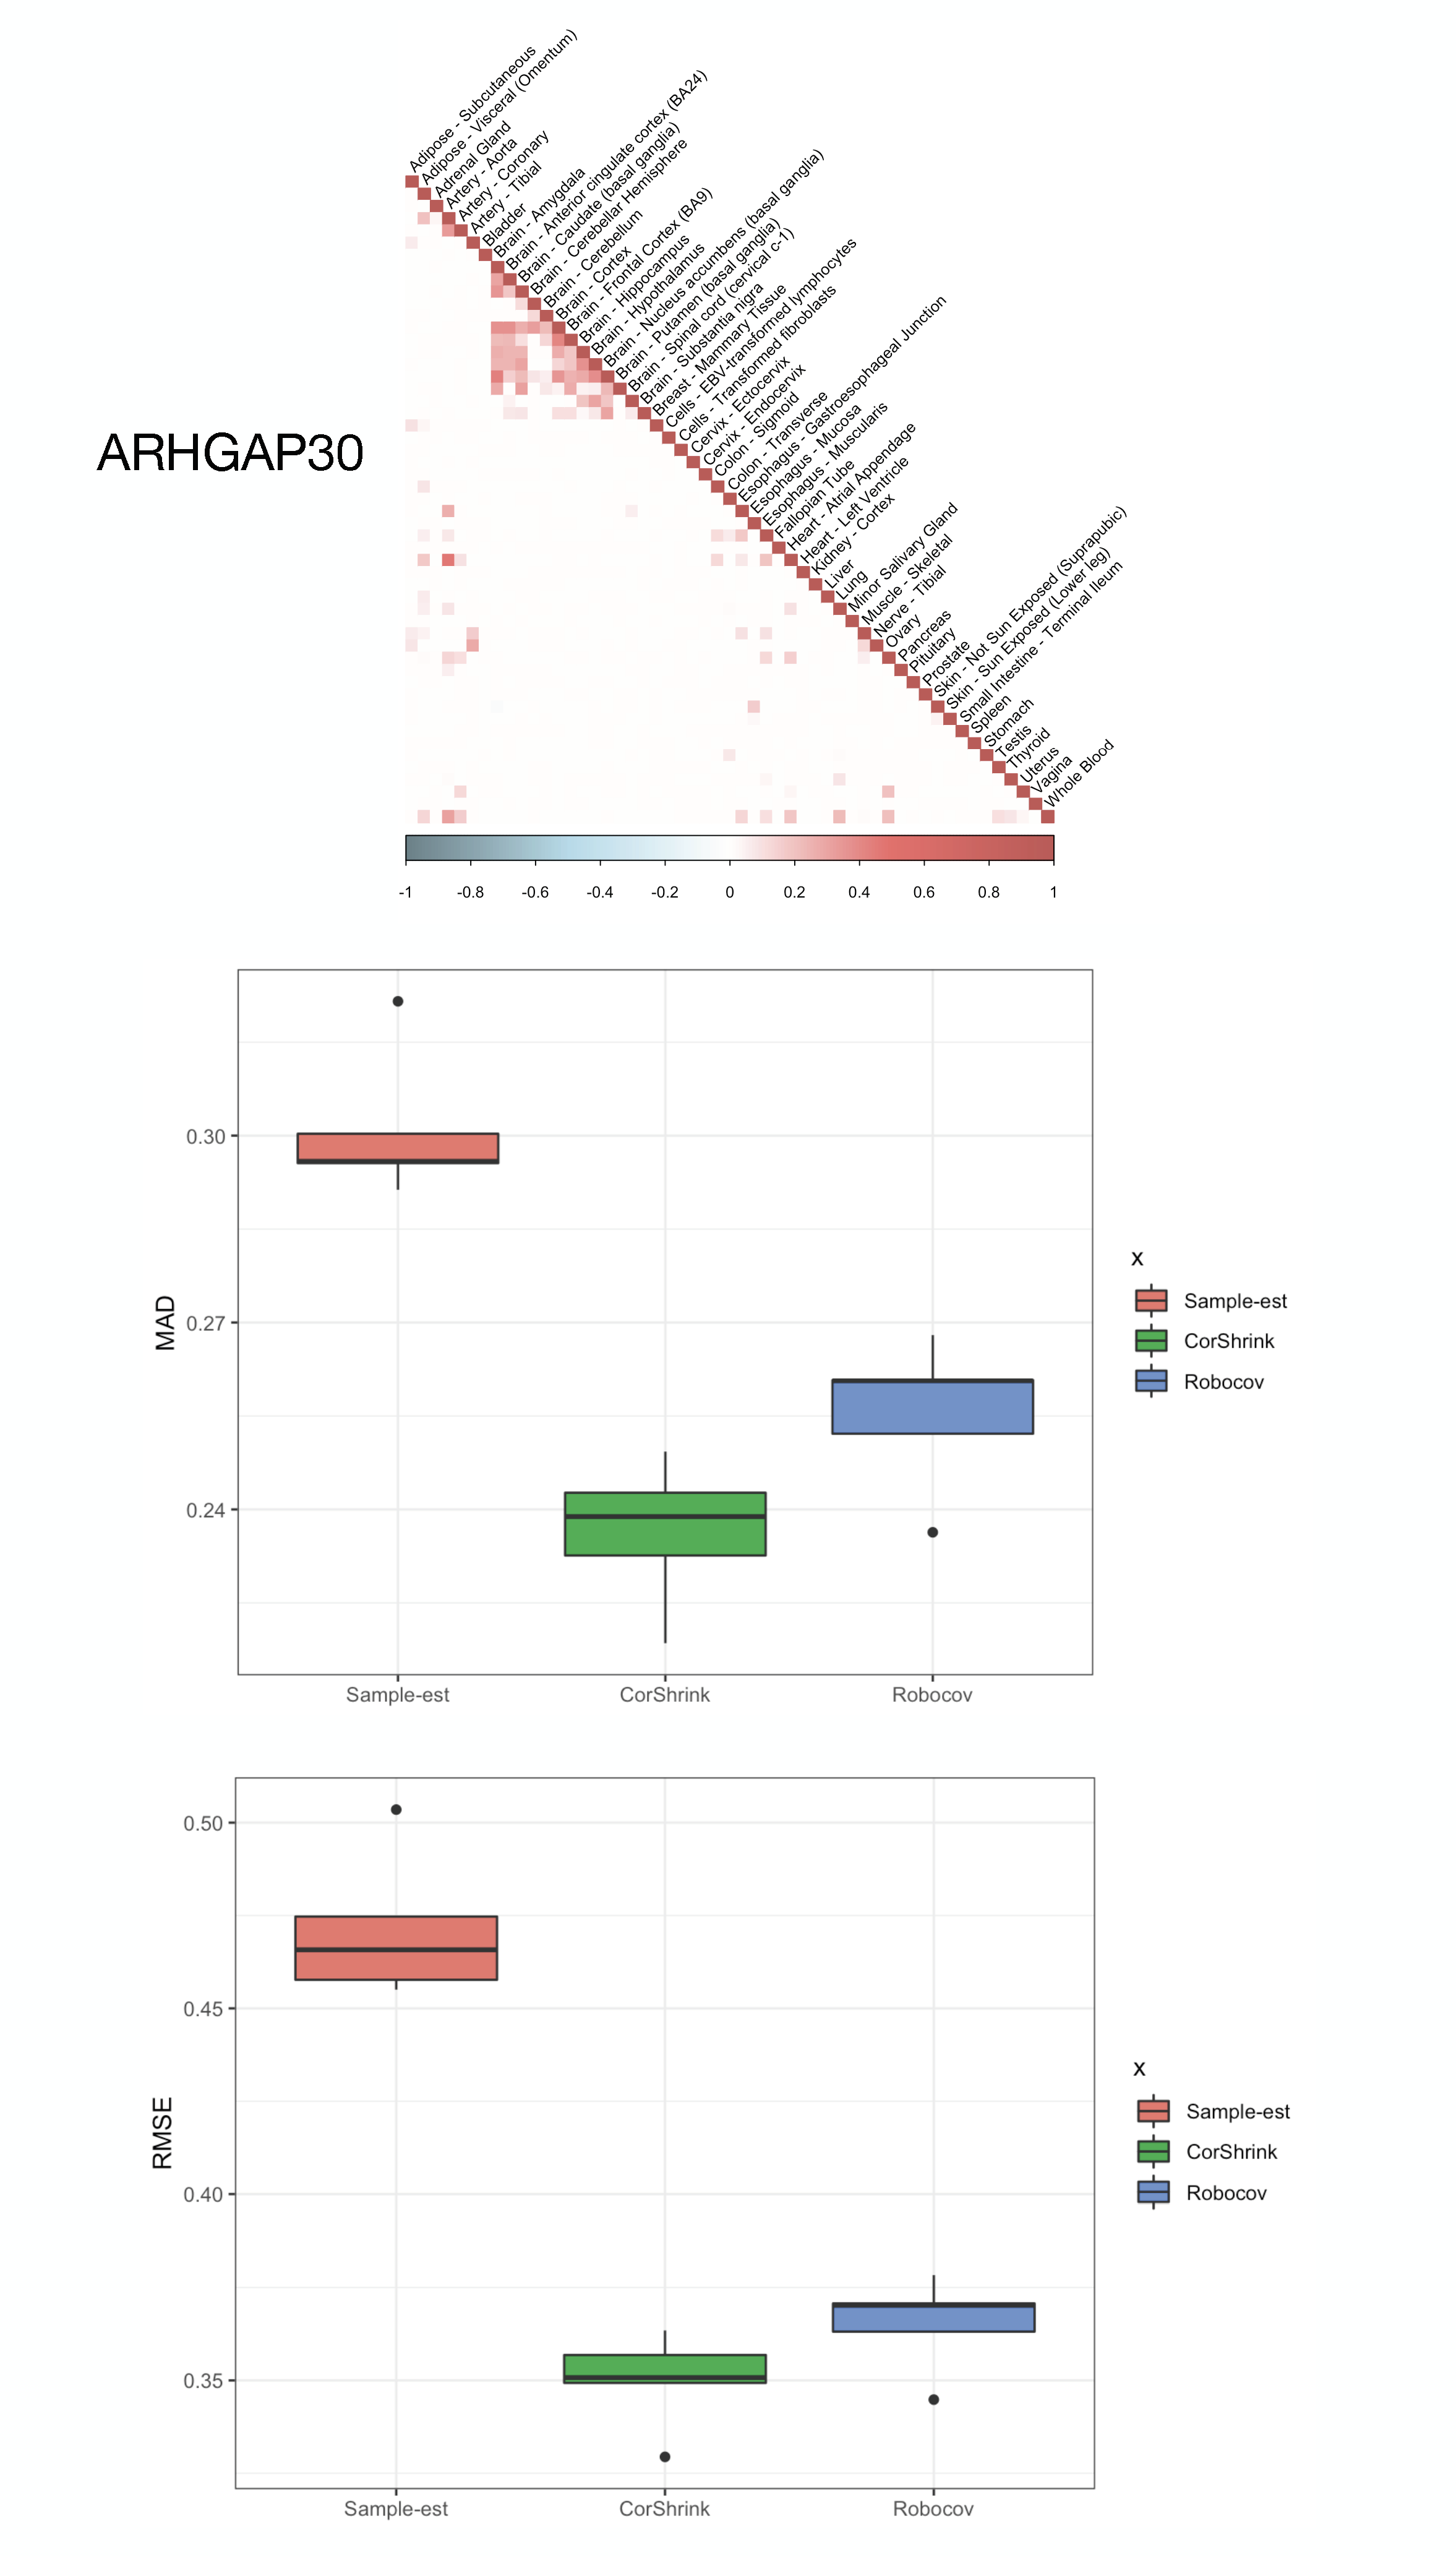 Adipose - Subcutaneous
Adipose - Visceral (Omentum)
Adrenal Gland
Artery - Aorta
Artery - Coronary
Artery - Tibial
Bladder
Brain - Amygdala
Brain - Anterior cingulate cortex (BA24)
Brain - Caudate (basal ganglia)
Brain - Cerebellar Hemisphere
Brain - Cerebellum
Brain - Cortex
Brain - Frontal Cortex (BA9)
Brain - Hippocampus
Brain - Hypothalamus
Brain - Nucleus accumbens (basal ganglia)
Brain - Putamen (basal ganglia)
Brain - Spinal cord (cervical c-1)
Brain - Substantia nigra
Breast - Mammary Tissue
Cells - EBV-transformed lymphocytes
Cells - Transformed fibroblasts
Cervix - Ectocervix
Cervix - Endocervix
Colon - Sigmoid
Colon - Transverse
Esophagus - Gastroesophageal Junction
Esophagus - Mucosa
Esophagus - Muscularis
Fallopian Tube
Heart - Atrial Appendage
Heart - Left Ventricle
Kidney - Cortex
Liver
Lung
Minor Salivary Gland
Muscle - Skeletal
Nerve - Tibial
Ovary
Pancreas
Pituitary
Prostate
Skin - Not Sun Exposed (Suprapubic)
Skin - Sun Exposed (Lower leg)
Small Intestine - Terminal Ileum
Spleen
Stomach
Testis
Thyroid
Uterus
Vagina
Whole Blood
ARHGAP30
-1 -0.8 -0.6 -0.4 -0.2 0 0.2 0.4 0.6 0.8 1
MAD
0.30
0.27
0.24
Sample-est CorShrink Robocov
x
Sample-est
CorShrink
Robocov
RMSE
0.50
0.45
0.40
0.35
Sample-est CorShrink Robocov
x
Sample-est
CorShrink
Robocov